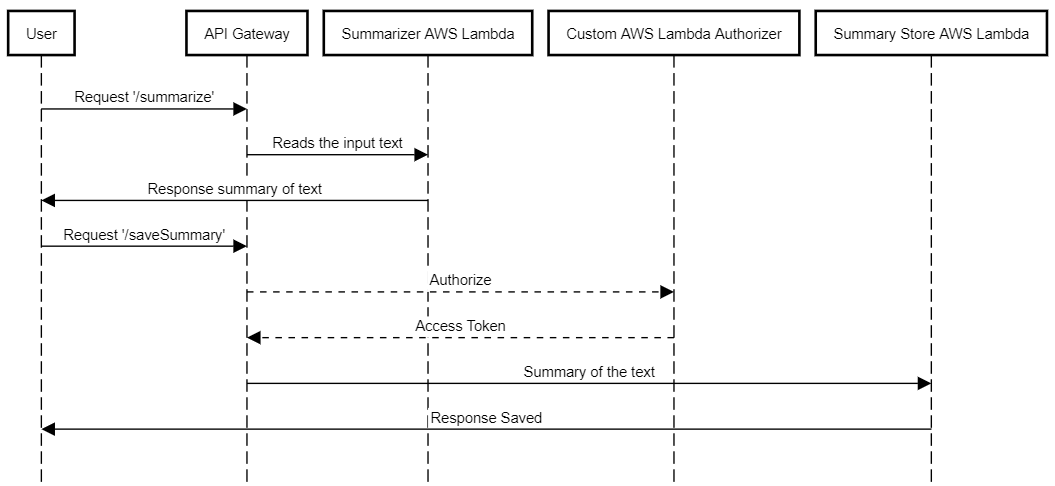 User
API Gateway
Summarizer AWS Lambda
Custom AWS Lambda Authorizer
Summary Store AWS Lambda
Request '/summarize'
Reads the input text
Response summary of text
Request '/saveSummary'
Authorize
Access Token
Summary of the text
Response Saved